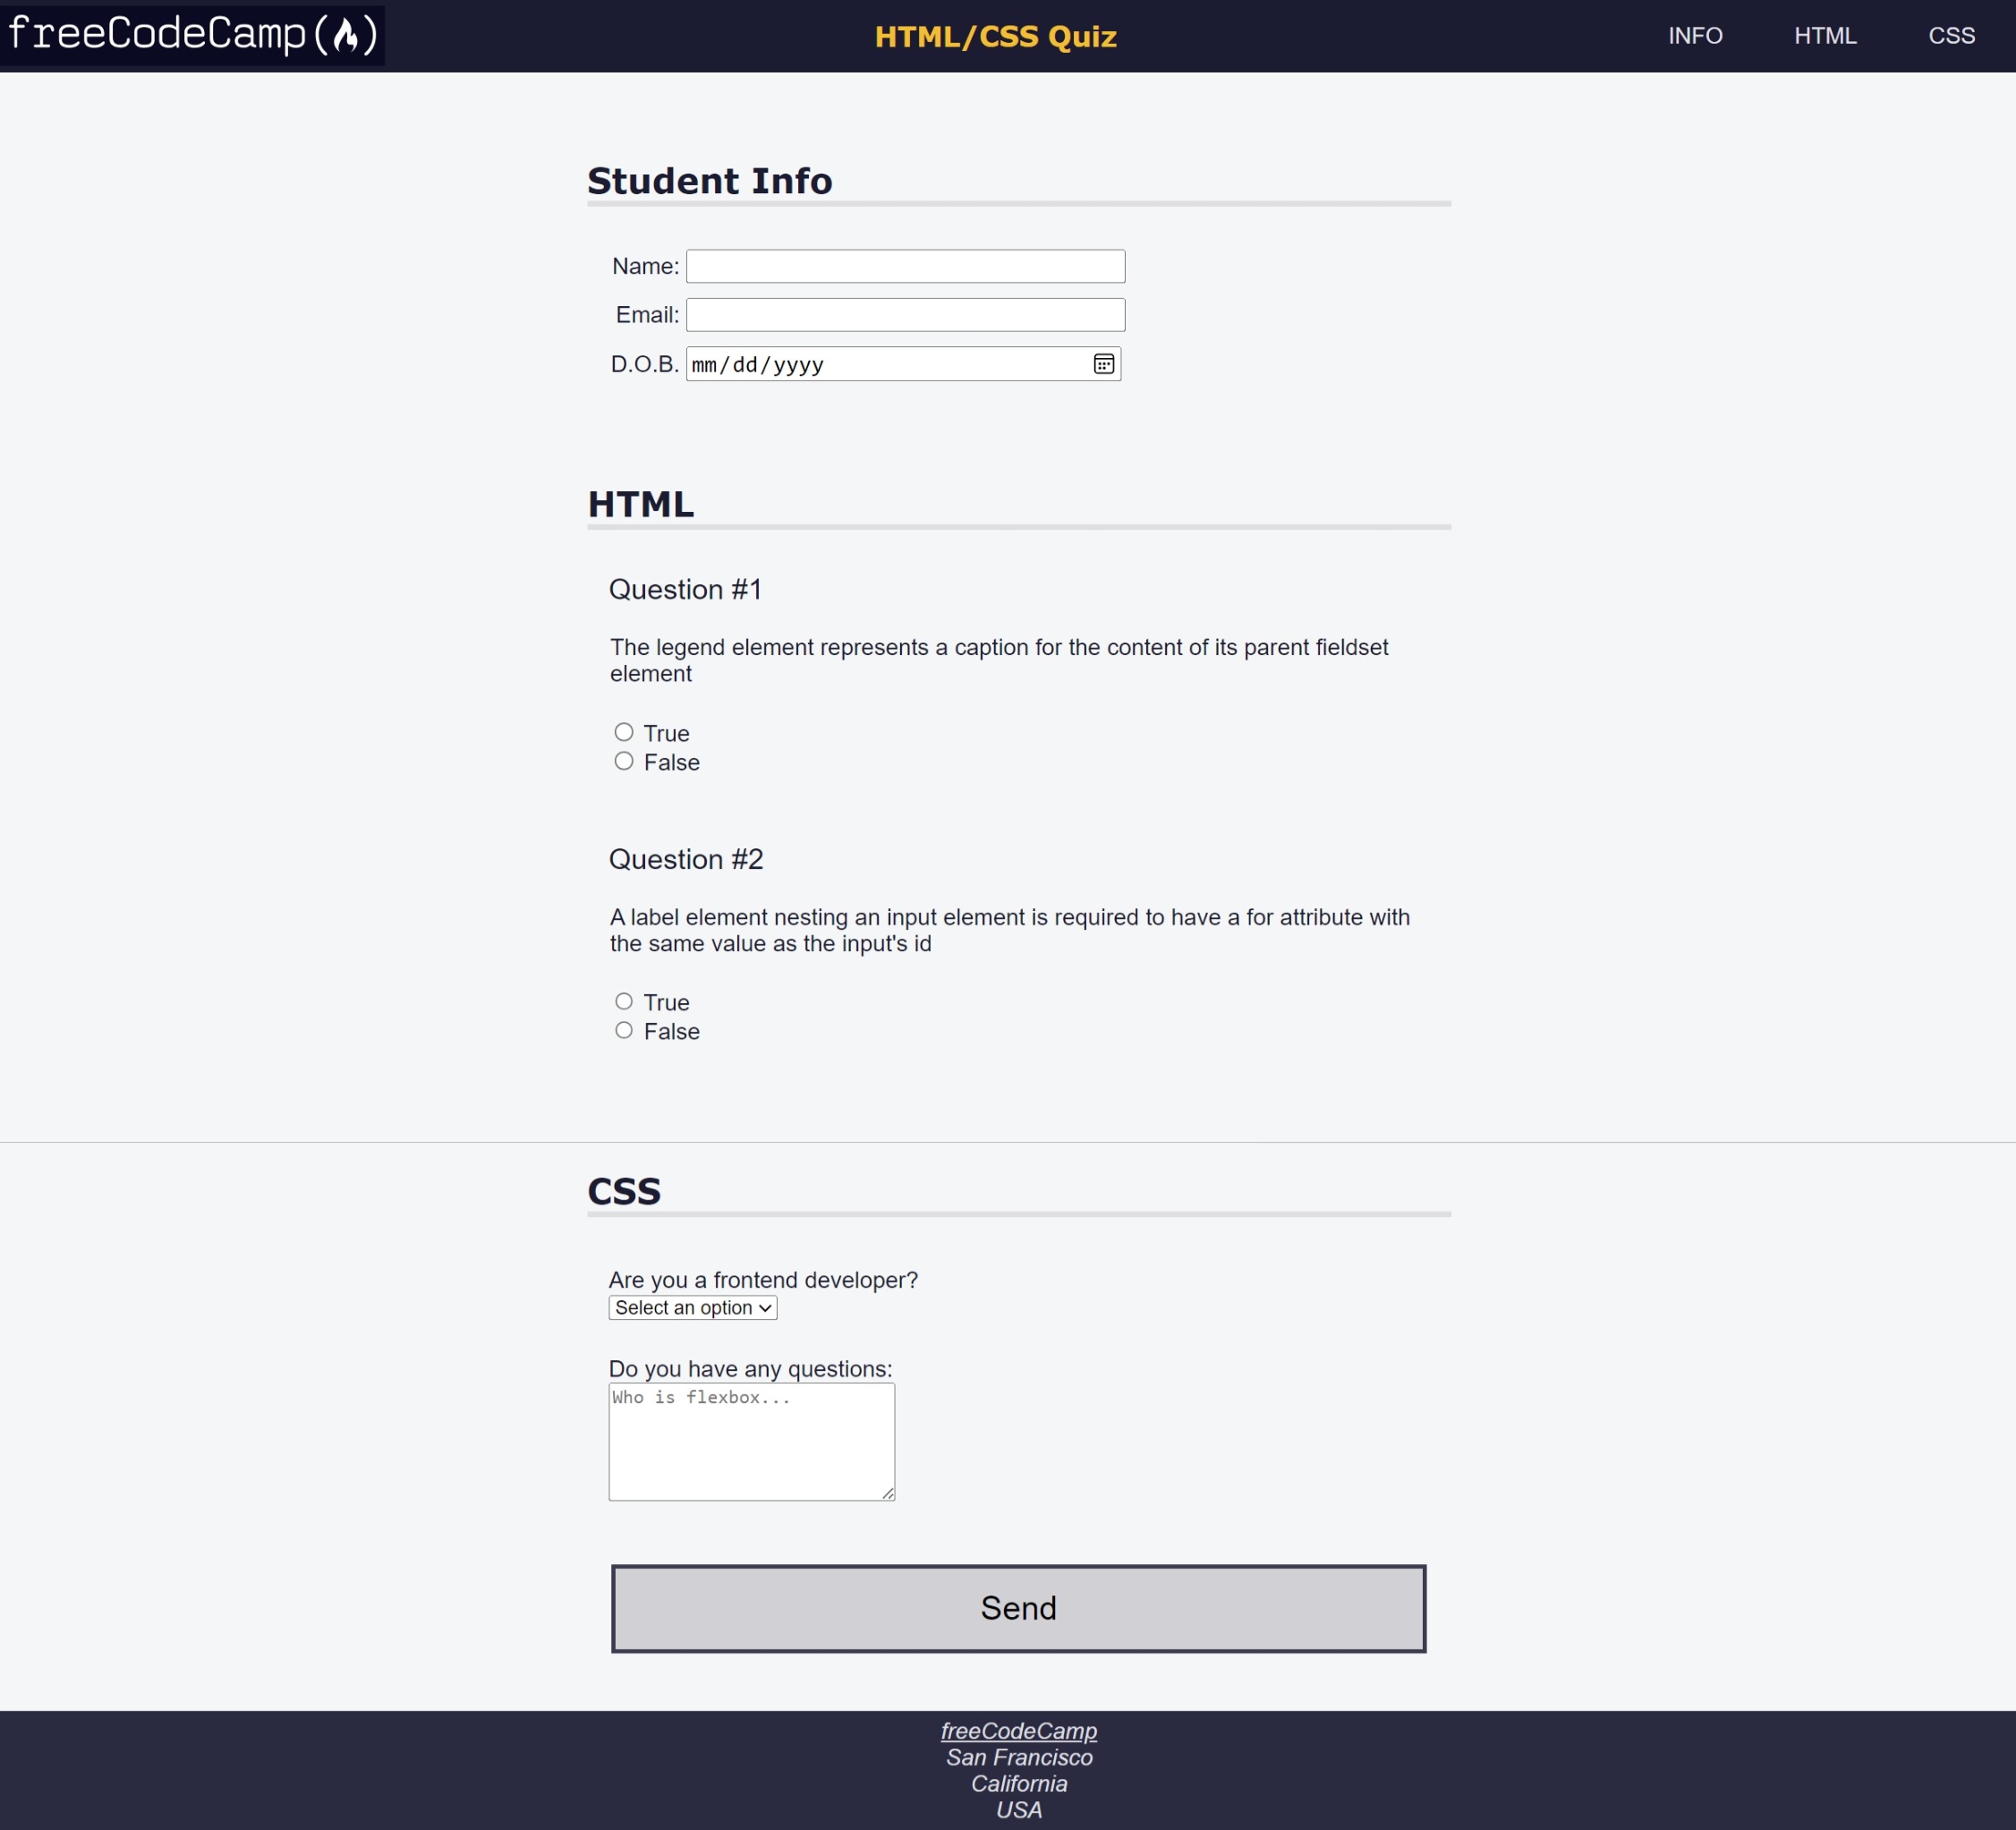 freeCodeCamp
HTML/CSS Quiz
INFO
HTML
CSS
Student Info
Name:
Email:
D.O.B. mm/dd/yyyy
HTML
Question #1
The legend element represents a caption for the content of its parent fieldset
element
True
False
Question #2
A label element nesting an input element is required to have a for attribute with
the same value as the input's id
True
False
CSS
Are you a frontend developer?
Select an option
Do you have any questions:
Who is flexbox...
Send
freeCodeCamp
San Francisco
California
USA